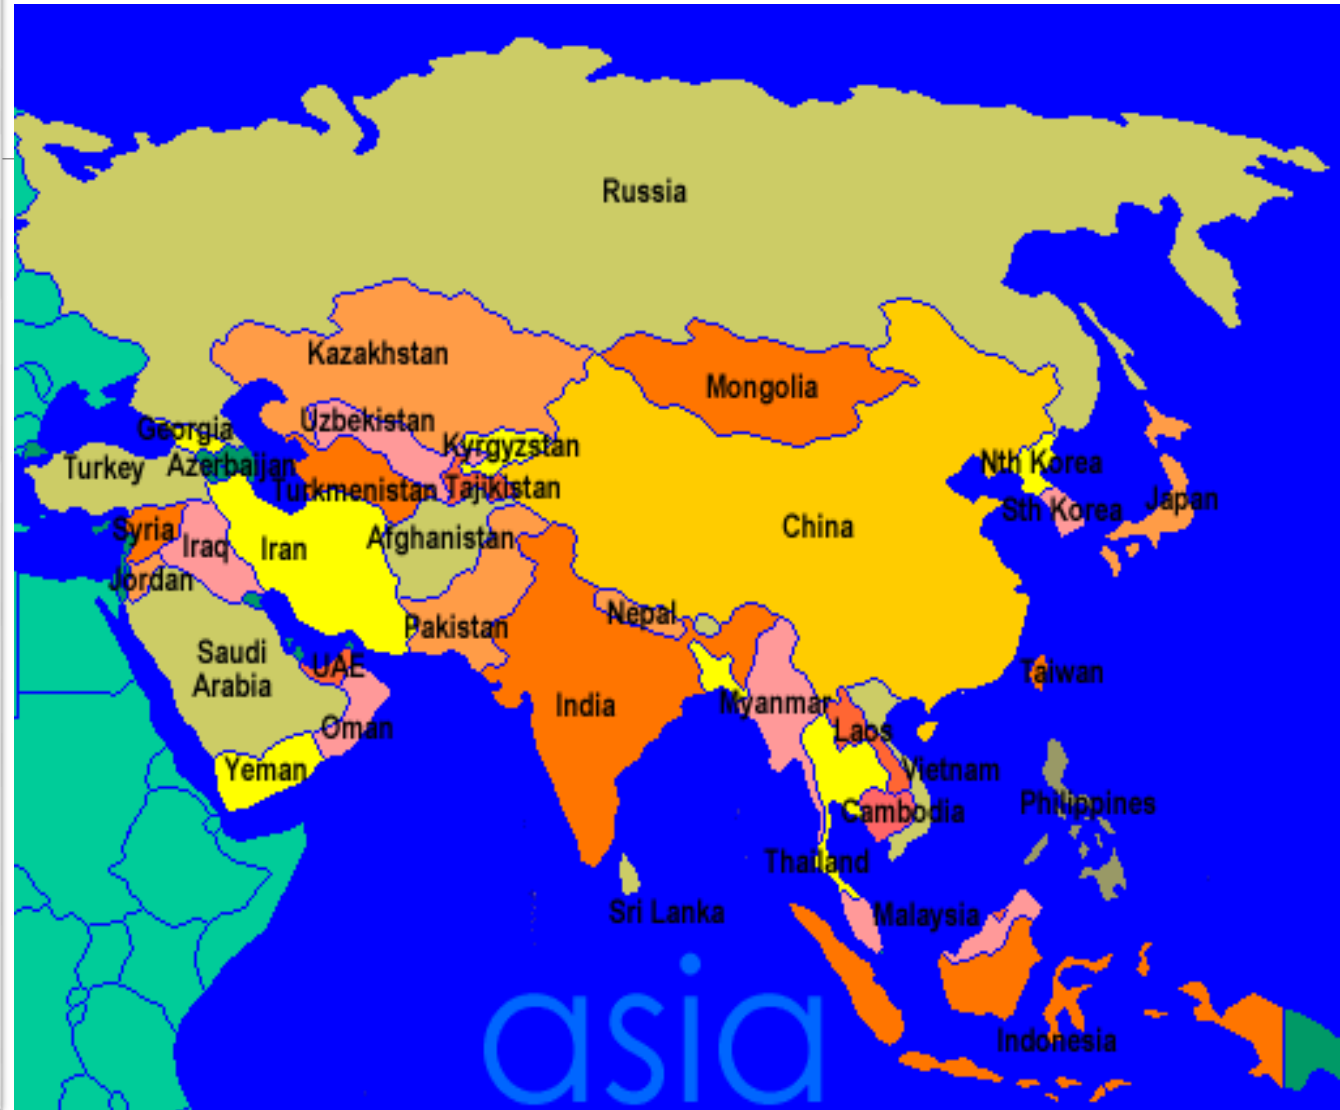 Russia
Kazakhstan
Mongolia
Uzbekistan
Georgia
Kyrgyzstan
Turkey
Azerbaijan
Nth Korea
Turkmenistan
Tajikistan
Japan
Sth Korea
Syria
China
Afghanistan
Iraq
Iran
Jordan
Nepal
Pakistan
Saudi
Arabia
UAE
Taiwan
India
Myanmar
Oman
Laos
Yeman
Vietnam
Philippines
Cambodia
Thailand
Sri Lanka
Malaysia
Indonesia
asia